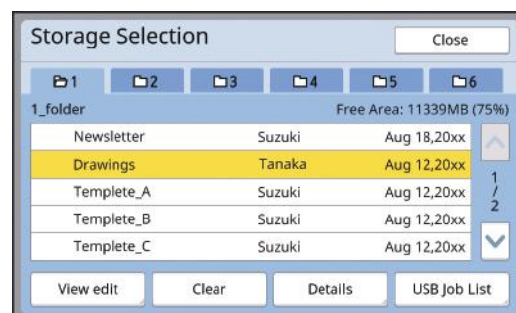 Storage Selection Close
1 2 3 4 5 6
1_folder Free Area: 11339MB (75%)
Newsletter Suzuki Aug 18,20xx
Drawings Tanaka Aug 12,20xx
Templete_A Suzuki Aug 12,20xx
Templete_B Suzuki Aug 12,20xx
Templete_C Suzuki Aug 12,20xx
1
/
2
View edit Clear Details USB Job List